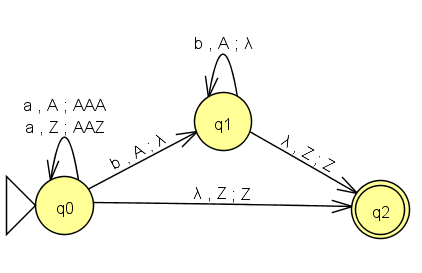 b , A ; λ
a , A ; AAA
a , Z ; AAZ
q1
b , A ; λ
λ, Z ; Z
λ , Z ; Z
q0
q2